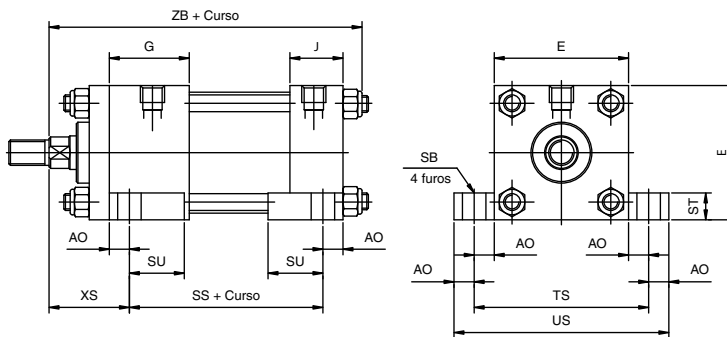 ZB + Curso
G
J
E
E
SB
4 furos
ST
AO
SU
SU
AO
AO
AO
AO
AO
XS
SS + Curso
TS
US